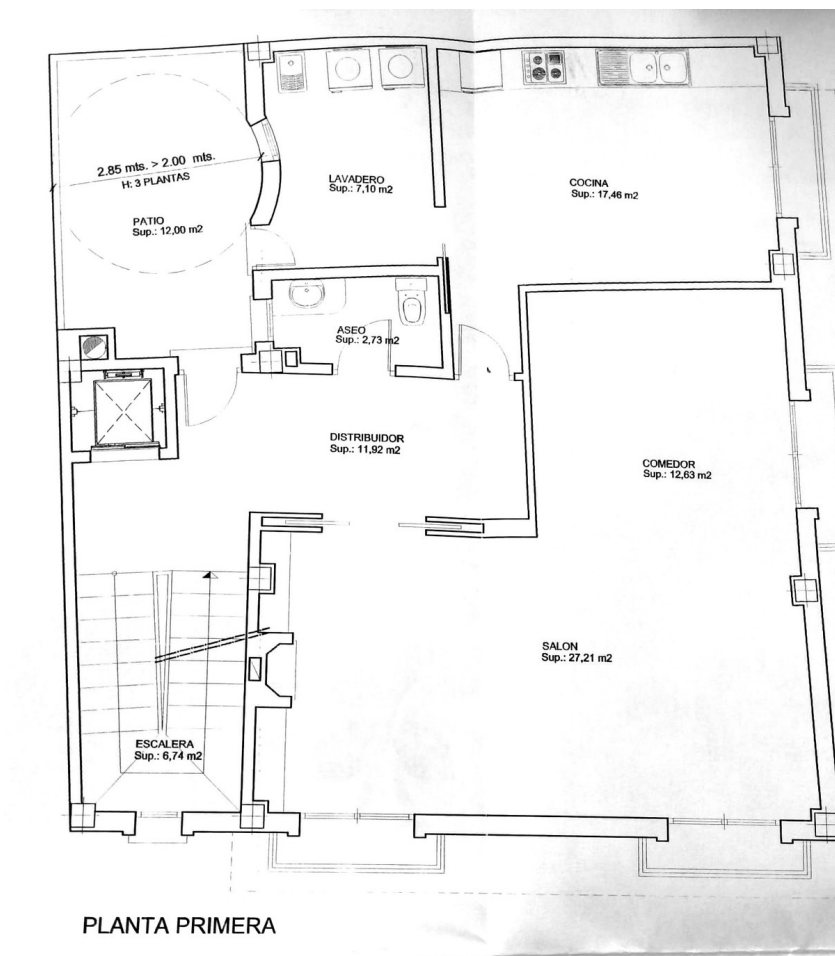 2.85 mts. > 2.00 mts.
H: 3 PLANTAS
PATIO
Sup.: 12,00 m2
LAVADERO
Sup.: 7,10 m2
COCINA
Sup.: 17,46 m2
ASEO
Sup.: 2,73 m2
DISTRIBUIDOR
Sup.: 11,92 m2
COMEDOR
Sup.: 12,63 m2
SALON
Sup.: 27,21 m2
ESCALERA
Sup.: 6,74 m2
PLANTA PRIMERA